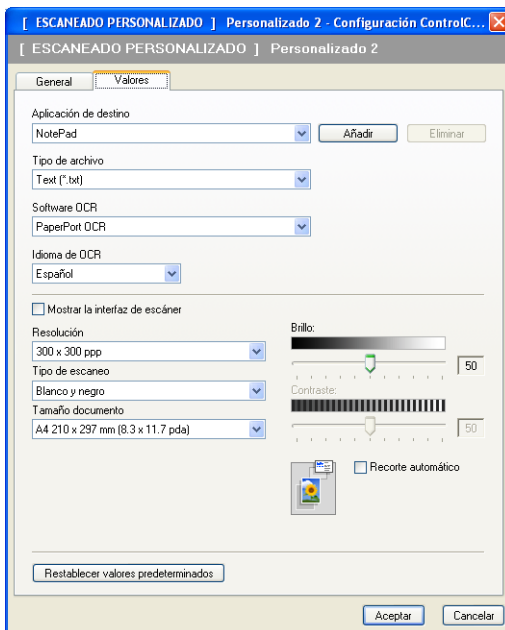 [ ESCANEADO PERSONALIZADO ] Personalizado 2 - Configuración ControlC...
[ ESCANEADO PERSONALIZADO ] Personalizado 2
General
Valores
Aplicación de destino
NotePad
Añadir
Eliminar
Tipo de archivo
Text (*.txt)
Software OCR
PaperPort OCR
Idioma de OCR
Español
Mostrar la interfaz de escáner
Resolución
300 x 300 ppp
Tipo de escaneo
Blanco y negro
Tamaño documento
A4 210 x 297 mm (8.3 x 11.7 pda)
Brillo:
50
Contraste:
50
Recorte automático
Restablecer valores predeterminados
Aceptar
Cancelar